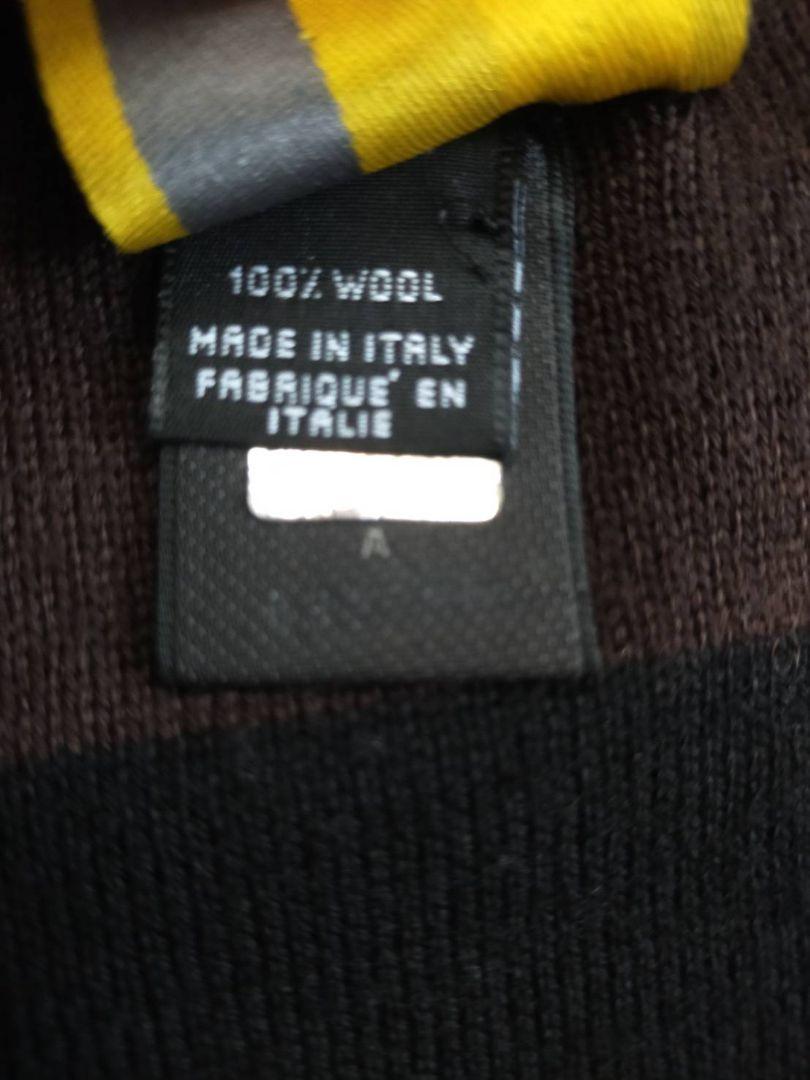 100% WOOL
MADE IN ITALY
FABRIQUE' EN
ITALIE
A